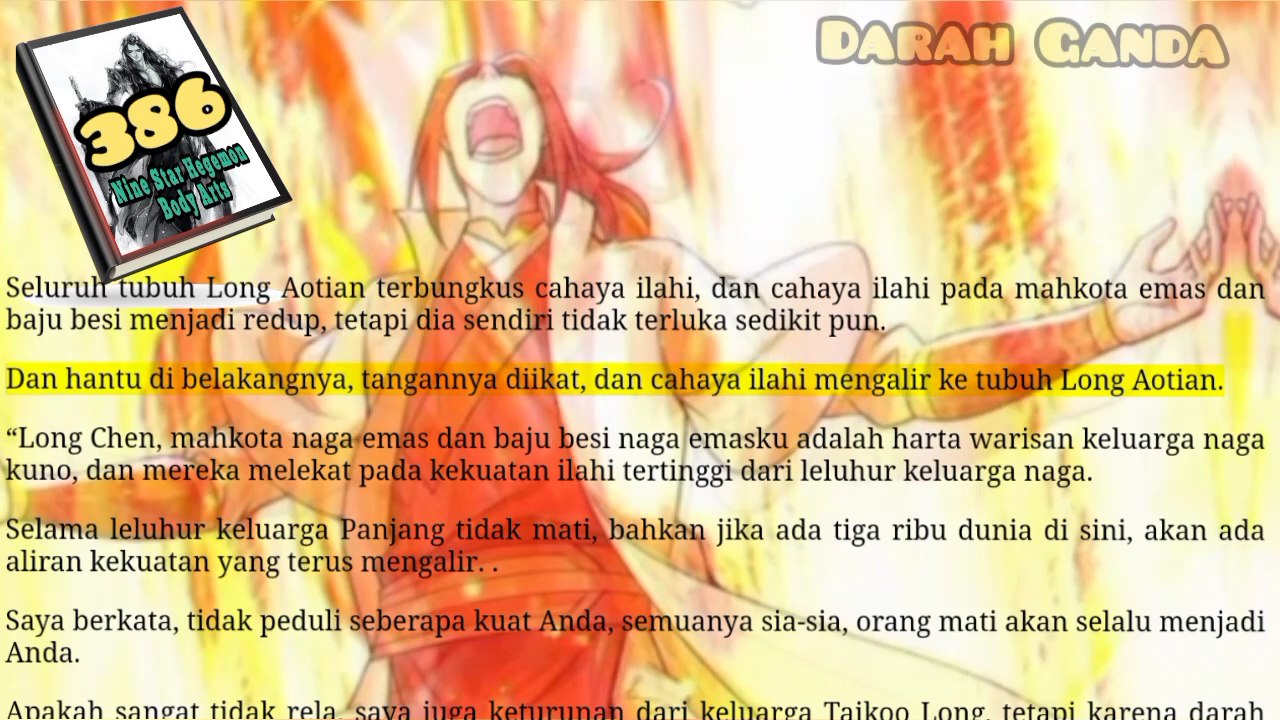 DARAH GANDA
386
Nine Star Hegemon
Body Arts
Seluruh tubuh Long Aotian terbungkus cahaya ilahi, dan cahaya ilahi pada mahkota emas dan
baju besi menjadi redup, tetapi dia sendiri tidak terluka sedikit pun.
Dan hantu di belakangnya, tangannya diikat, dan cahaya ilahi mengalir ke tubuh Long Aotian.
“Long Chen, mahkota naga emas dan baju besi naga emasku adalah harta warisan keluarga naga
kuno, dan mereka melekat pada kekuatan ilahi tertinggi dari leluhur keluarga naga.
Selama leluhur keluarga Panjang tidak mati, bahkan jika ada tiga ribu dunia di sini, akan ada
aliran kekuatan yang terus mengalir. .
Saya berkata, tidak peduli seberapa kuat Anda, semuanya sia-sia, orang mati akan selalu menjadi
Anda.
Apakah sangat tidak rela, saya juga keturunan dari keluarga Taikoo Long, tetapi karena darah